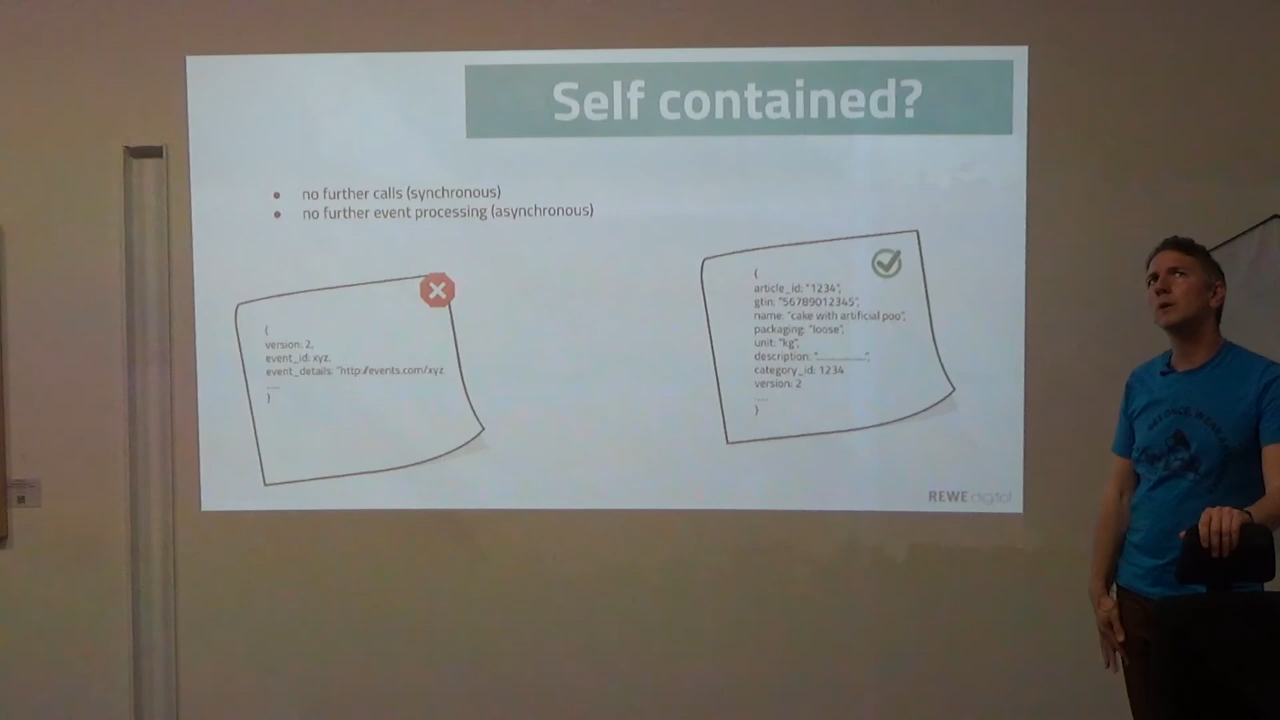 Self contained?
no further calls (synchronous)
no further event processing (asynchronous)
{
version: 2,
event_id: xyz,
event_details: "http://events.com/xyz
.....
}
{
article_id: "1234",
gtin: "56789012345",
name: "cake with artificial poo",
packaging: "loose",
unit: "kg",
description: "..................",
category_id: 1234
version: 2
.....
}
REWE digital